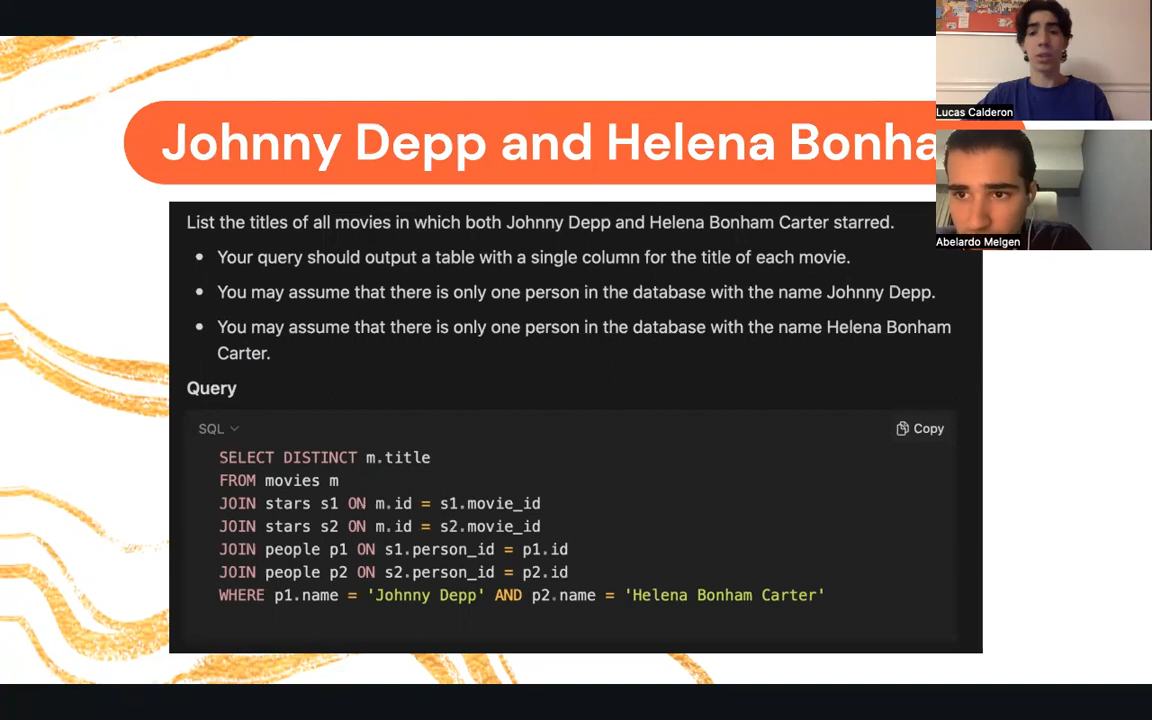 Johnny Depp and Helena Bonha
Lucas Calderon
Abelardo Melgen
List the titles of all movies in which both Johnny Depp and Helena Bonham Carter starred.
• Your query should output a table with a single column for the title of each movie.
• You may assume that there is only one person in the database with the name Johnny Depp.
• You may assume that there is only one person in the database with the name Helena Bonham
Carter.
Query
SQL
Copy
SELECT DISTINCT m.title
FROM movies m
JOIN stars s1 ON m.id = s1.movie_id
JOIN stars s2 ON m.id = s2.movie_id
JOIN people p1 ON s1.person_id = p1.id
JOIN people p2 ON s2.person_id = p2.id
WHERE p1.name = 'Johnny Depp' AND p2.name = 'Helena Bonham Carter'